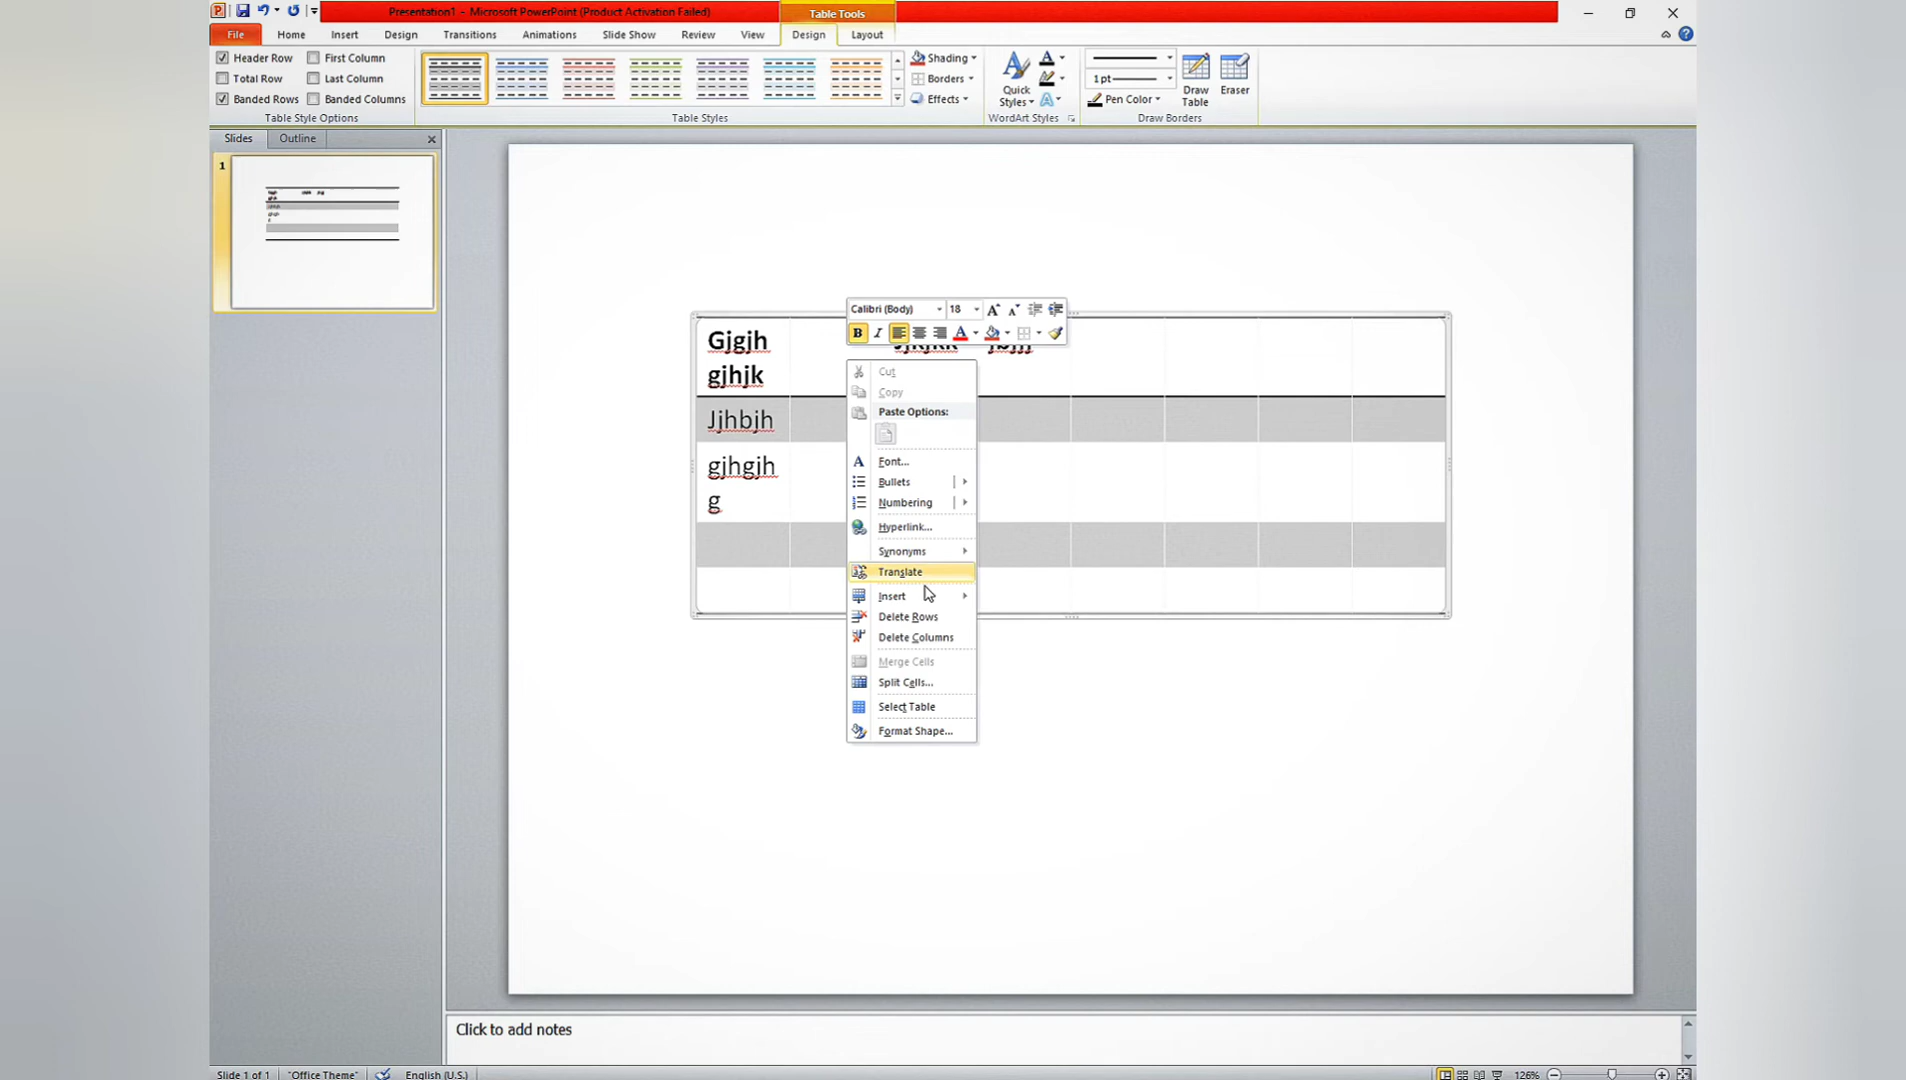 Presentation1 - Microsoft PowerPoint (Product Activation Failed)
Table Tools
File
Home
Insert
Design
Transitions
Animations
Slide Show
Review
View
Design
Layout
Header Row
First Column
Total Row
Last Column
Banded Rows
Banded Columns
Table Style Options
Table Styles
Shading
Borders
Effects
Quick
Styles
WordArt Styles
1 pt
Pen Color
Draw
Table
Eraser
Draw Borders
Slides
Outline
1
Calibri (Body)
18
Gjgjh
gjhjk
Jjhbjh
gjhgjh
g
Cut
Copy
Paste Options:
Font...
Bullets
Numbering
Hyperlink...
Synonyms
Translate
Insert
Delete Rows
Delete Columns
Merge Cells
Split Cells...
Select Table
Format Shape...
Click to add notes
Slide 1 of 1
"Office Theme"
English (U.S.)
126%